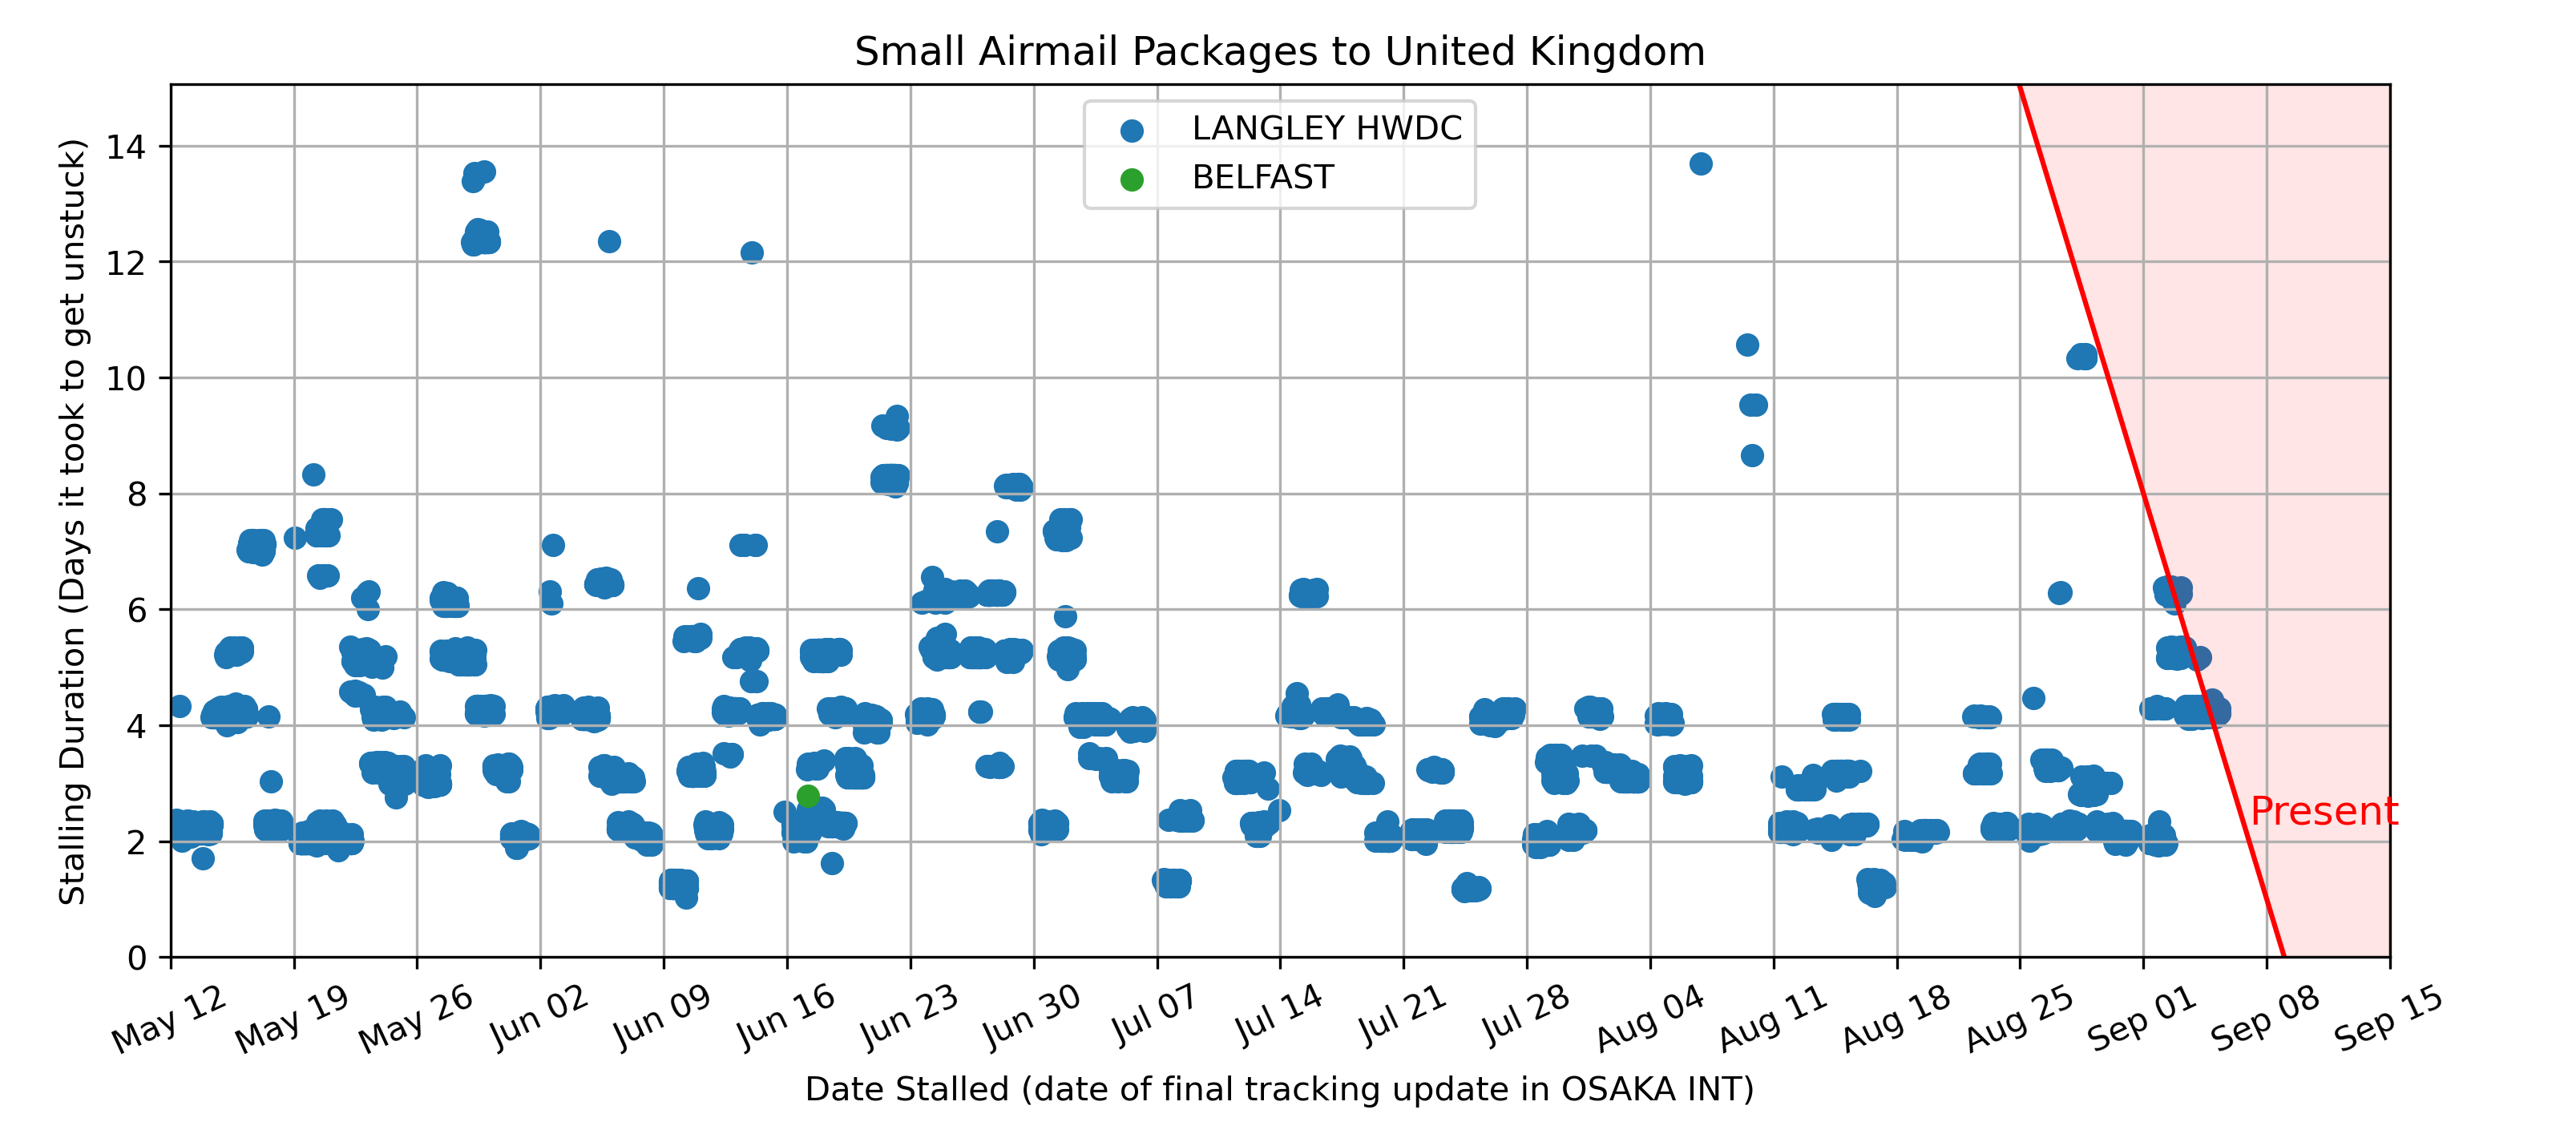 Small Airmail Packages to United Kingdom
LANGLEY HWDC
BELFAST
Stalling Duration (Days it took to get unstuck)
14
12
10
8
6
4
2
0
Present
May 12
May 19
May 26
Jun 02
Jun 09
Jun 16
Jun 23
Jun 30
Jul 07
Jul 14
Jul 21
Jul 28
Aug 04
Aug 11
Aug 18
Aug 25
Sep 01
Sep 08
Sep 15
Date Stalled (date of final tracking update in OSAKA INT)